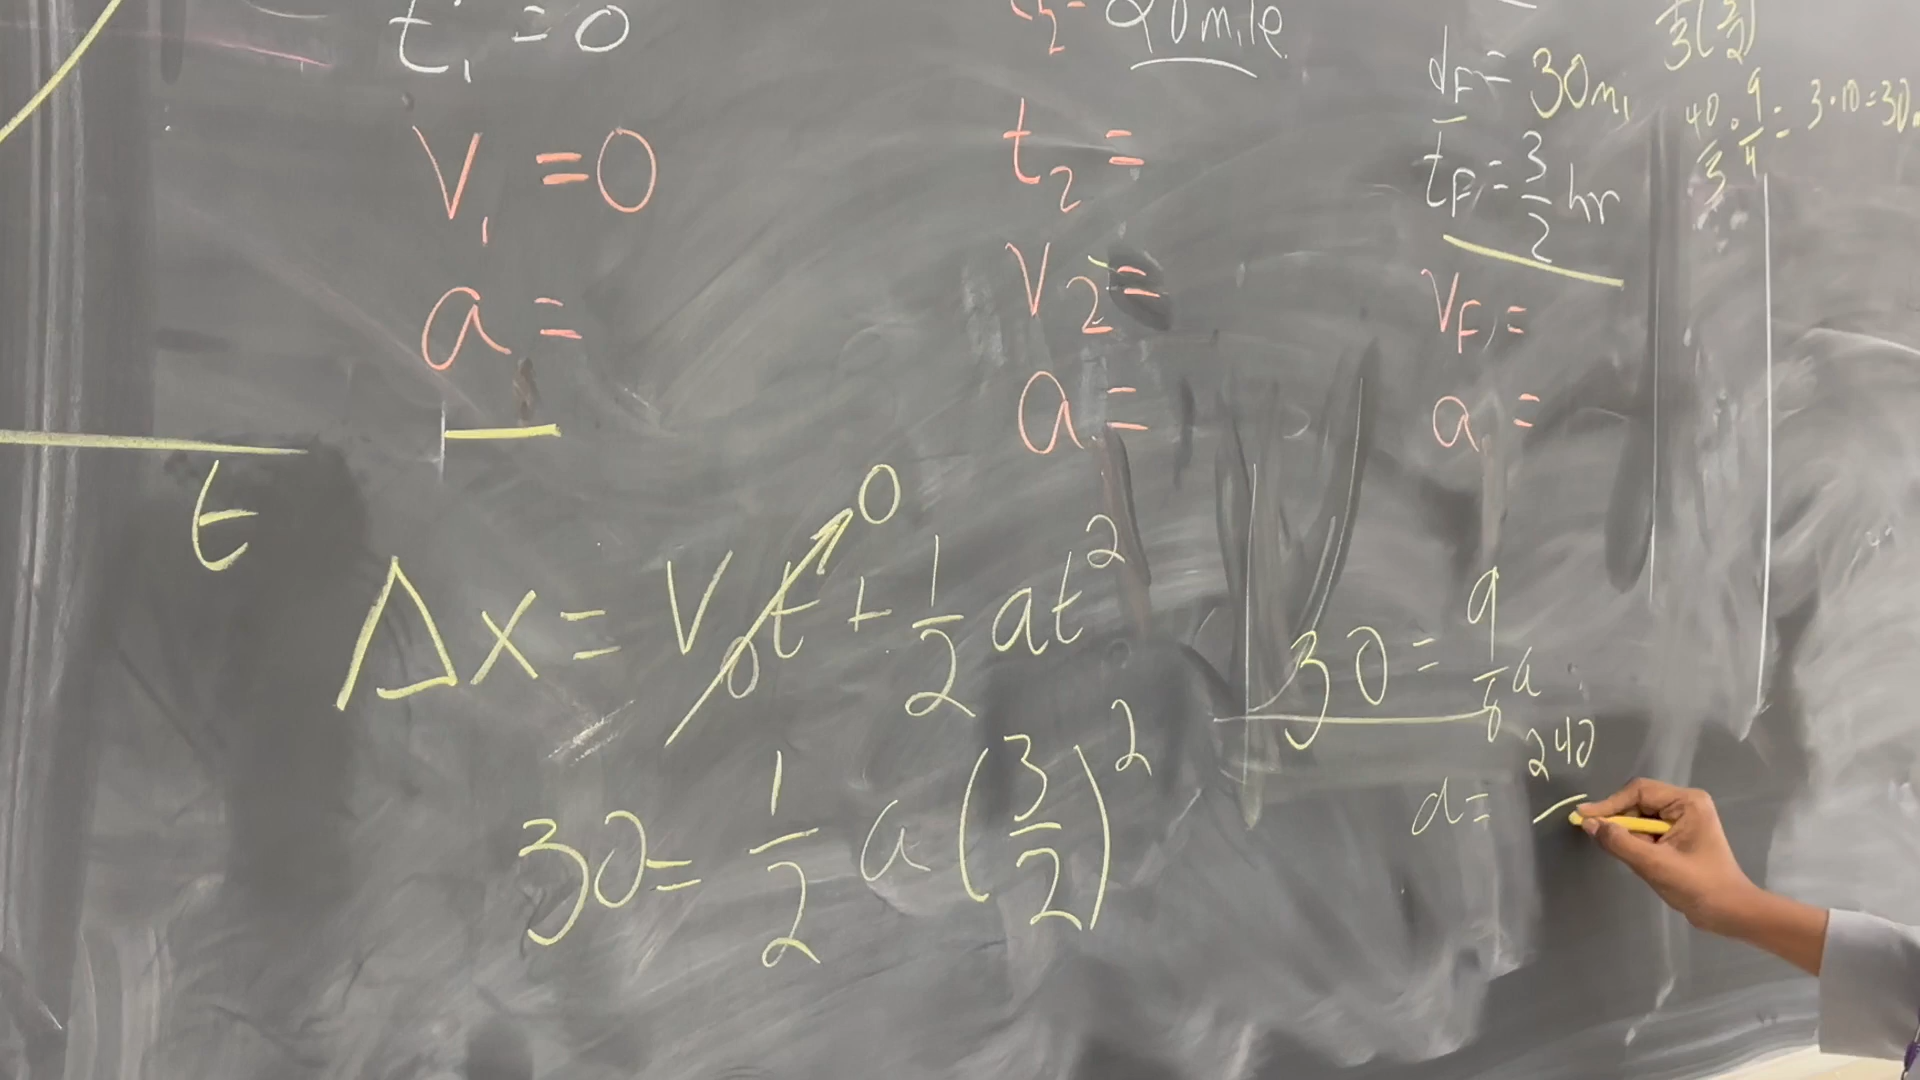 t₁ = 0
V₁ = 0
a =
20 mile
t₂ =
V₂ =
a =
d_F = 30 mi
t_F = 3/2 hr
V_F =
a =
(3/2)
40/3 · 9/4 = 3·10 = 30
t
Δx = V₀t → 0 + 1/2 at²
30 = 1/2 a (3/2)²
30 = 9/8 a
a = 240/